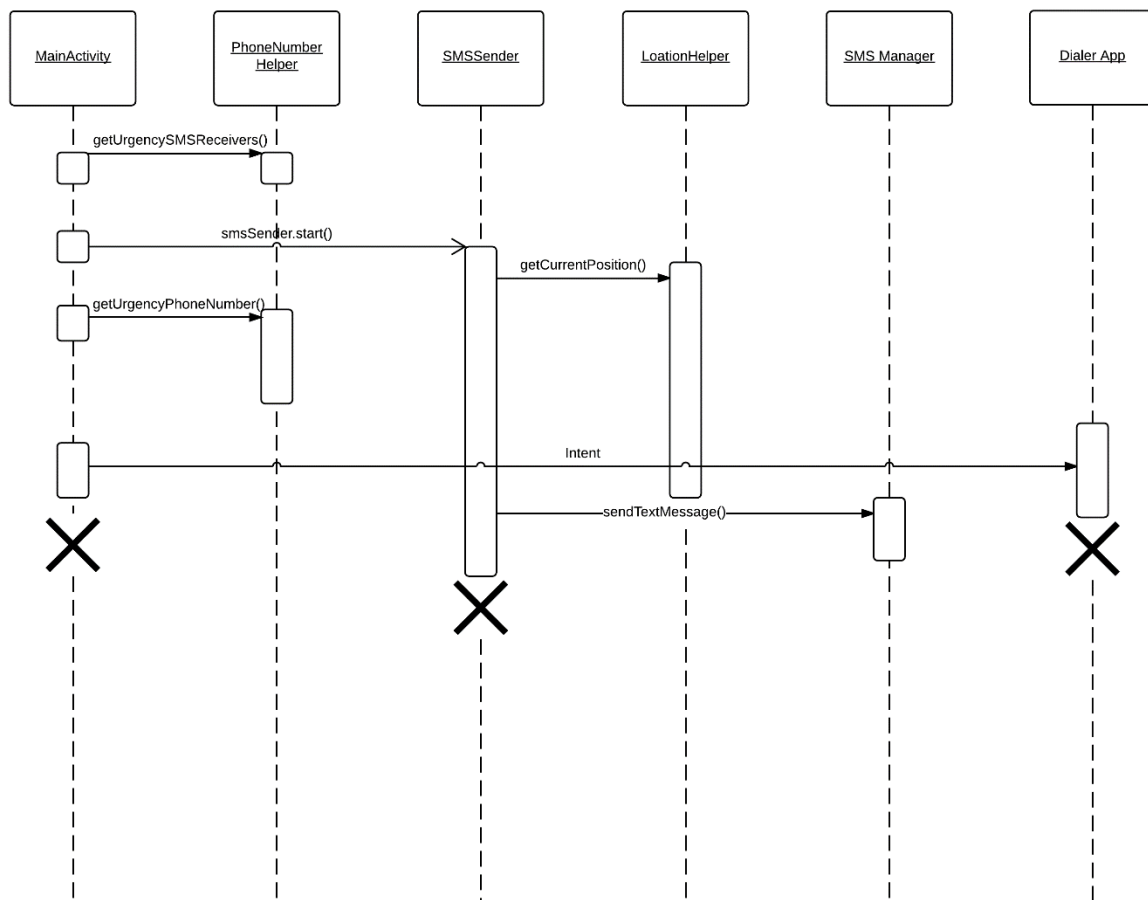 MainActivity
PhoneNumber
Helper
SMSSender
LoationHelper
SMS Manager
Dialer App
getUrgencySMSReceivers()
smsSender.start()
getCurrentPosition()
getUrgencyPhoneNumber()
Intent
sendTextMessage()